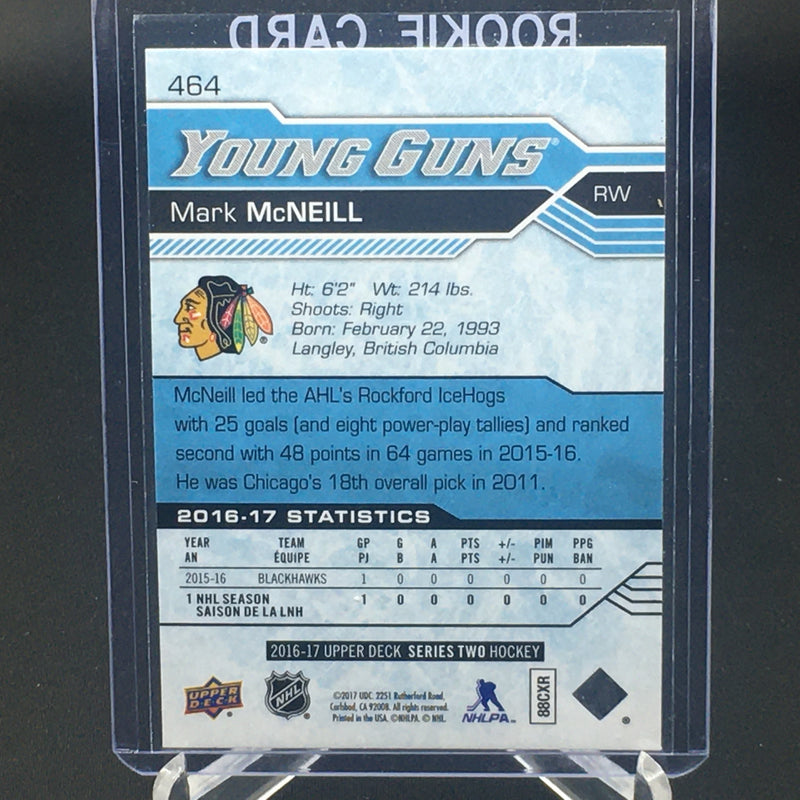 ROOKIE CARD
464
YOUNG GUNS®
RW
Mark McNEILL
Ht: 6'2" Wt: 214 lbs.
Shoots: Right
Born: February 22, 1993
Langley, British Columbia
McNeill led the AHL's Rockford IceHogs
with 25 goals (and eight power-play tallies) and ranked
second with 48 points in 64 games in 2015-16.
He was Chicago's 18th overall pick in 2011.
2016-17 STATISTICS
YEAR TEAM GP G A PTS +/- PIM PPG
AN ÉQUIPE PJ B A PTS +/- PUN BAN
2015-16 BLACKHAWKS 1 0 0 0 0 0 0
1 NHL SEASON 1 0 0 0 0 0 0
SAISON DE LA LNH
2016-17 UPPER DECK SERIES TWO HOCKEY
UPPER DECK
NHL
©2017 UDC. 2251 Rutherford Road,
Carlsbad, CA 92008. All rights reserved.
Printed in the USA. ©NHLPA. © NHL.
NHLPA™
88CXR
®